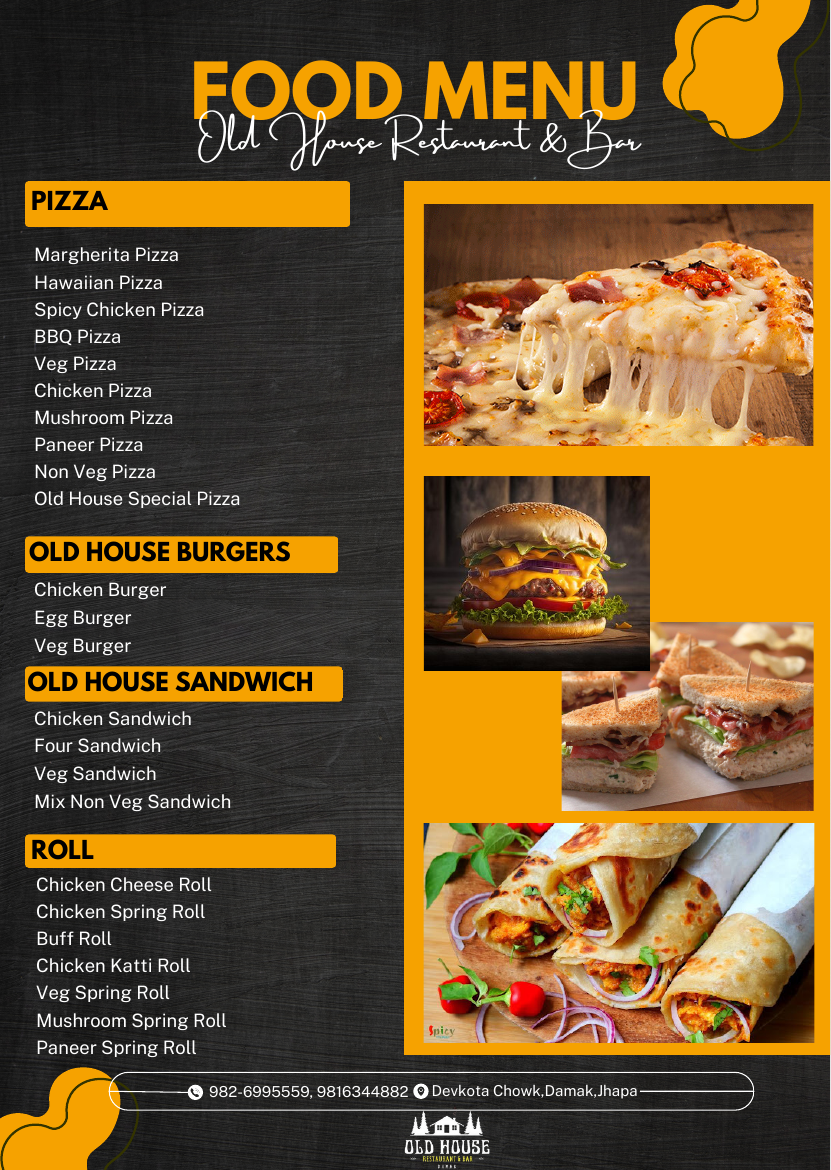 FOOD MENU
Old House Restaurant & Bar
PIZZA
Margherita Pizza
Hawaiian Pizza
Spicy Chicken Pizza
BBQ Pizza
Veg Pizza
Chicken Pizza
Mushroom Pizza
Paneer Pizza
Non Veg Pizza
Old House Special Pizza
OLD HOUSE BURGERS
Chicken Burger
Egg Burger
Veg Burger
OLD HOUSE SANDWICH
Chicken Sandwich
Four Sandwich
Veg Sandwich
Mix Non Veg Sandwich
ROLL
Chicken Cheese Roll
Chicken Spring Roll
Buff Roll
Chicken Katti Roll
Veg Spring Roll
Mushroom Spring Roll
Paneer Spring Roll
Spicy
982-6995559, 9816344882 Devkota Chowk,Damak,Jhapa
OLD HOUSE
RESTAURANT & BAR
DAMAK